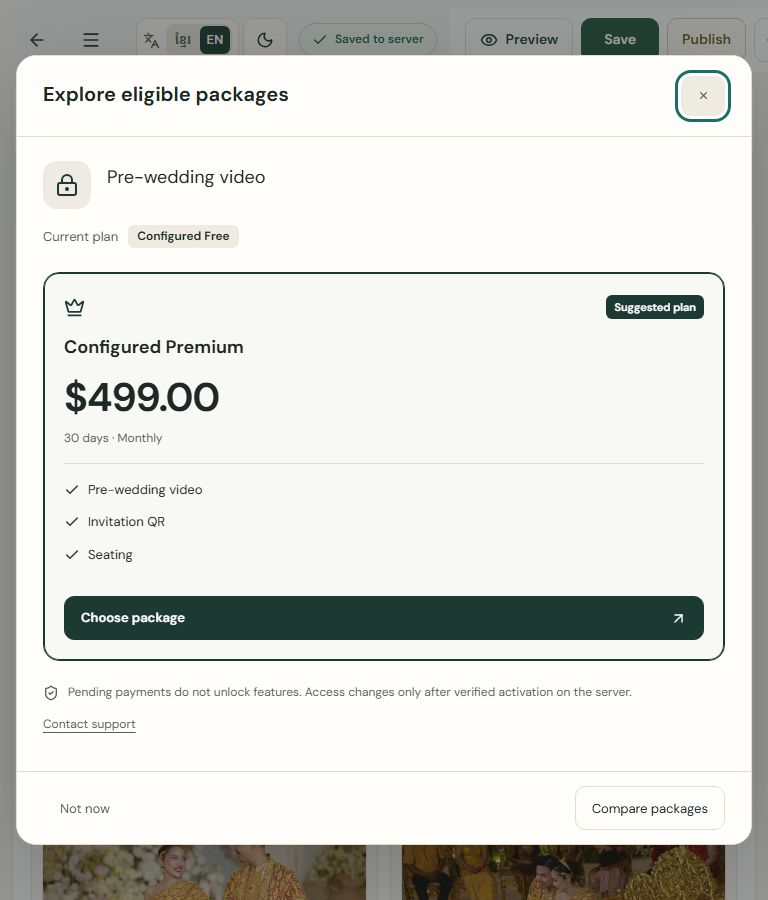 ខ្មែរ
EN
Saved to server
Preview
Save
Publish
Explore eligible packages
Pre-wedding video
Current plan
Configured Free
Suggested plan
Configured Premium
$499.00
30 days · Monthly
Pre-wedding video
Invitation QR
Seating
Choose package
Pending payments do not unlock features. Access changes only after verified activation on the server.
Contact support
Not now
Compare packages